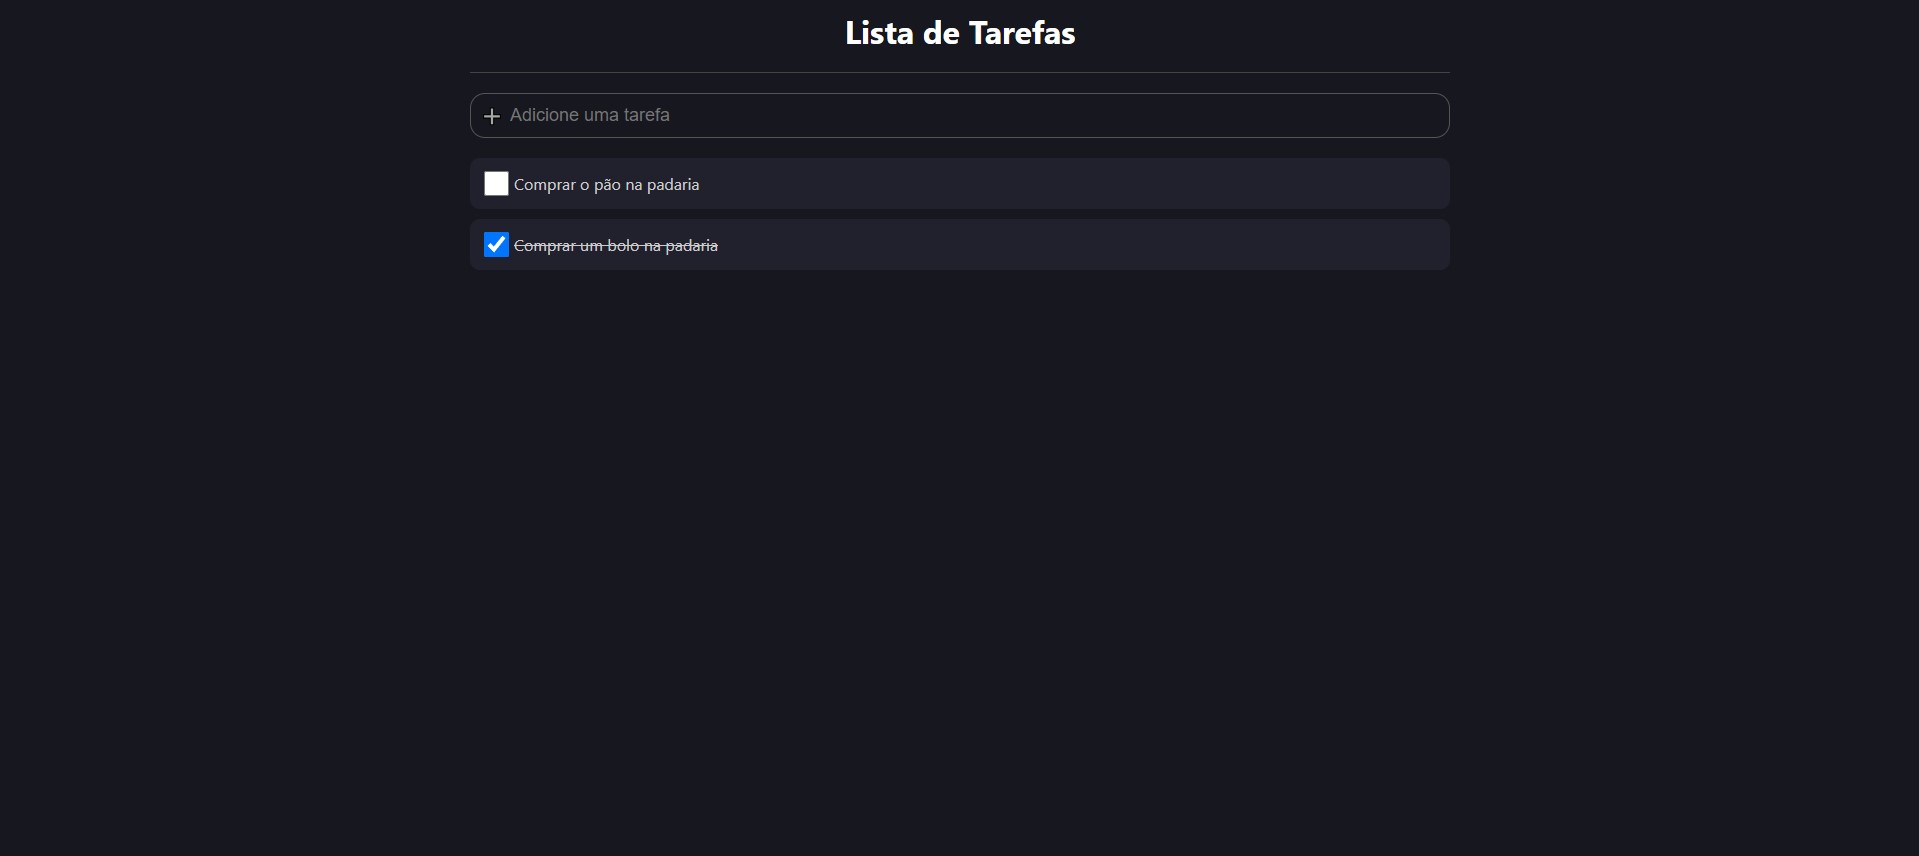 Lista de Tarefas
Adicione uma tarefa
Comprar o pão na padaria
Comprar um bolo na padaria